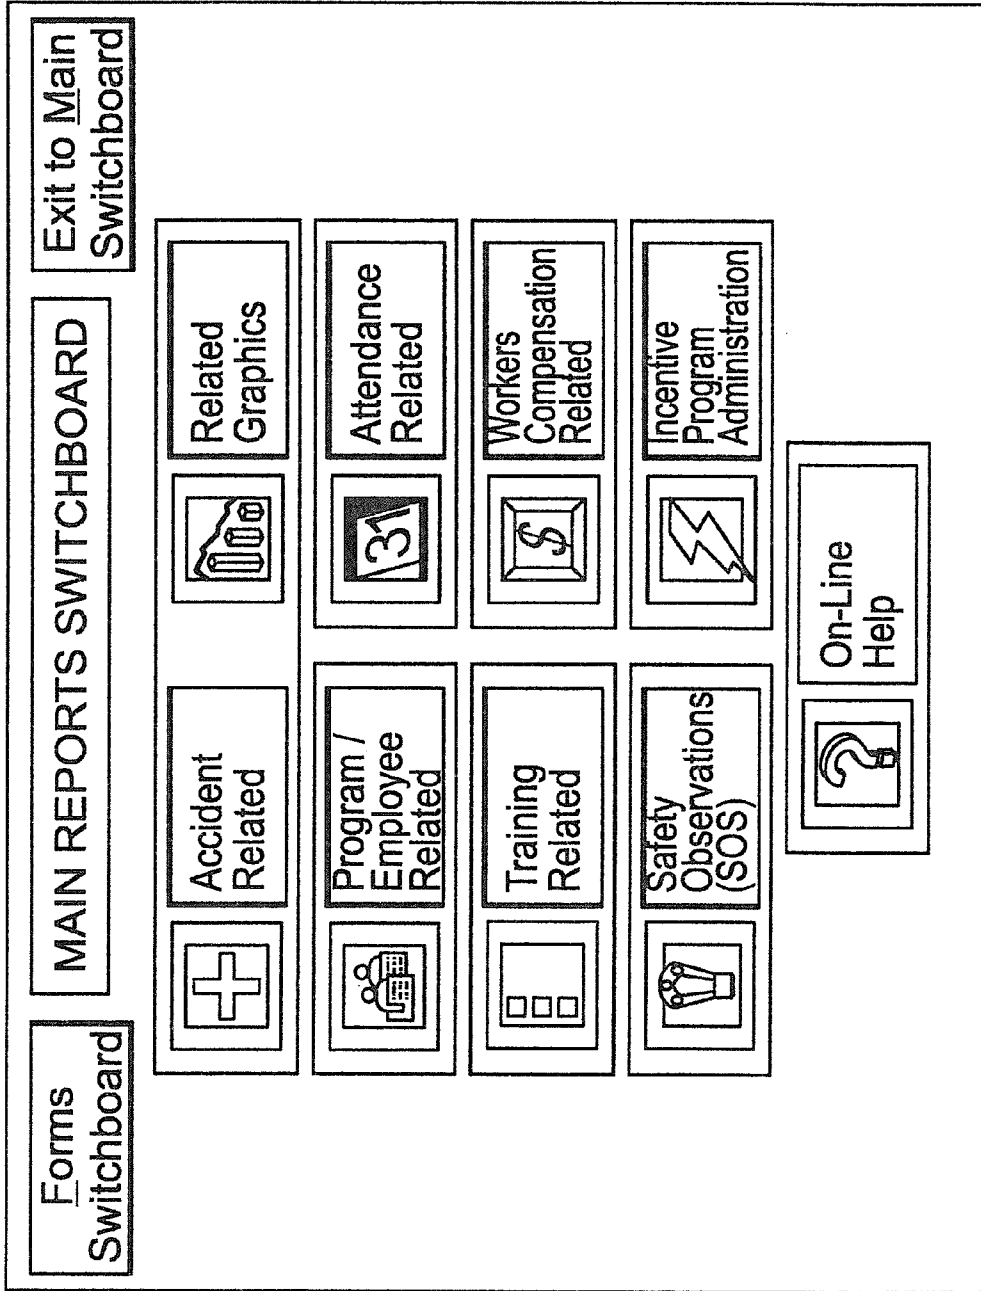 Forms
Switchboard
MAIN REPORTS SWITCHBOARD
Exit to Main
Switchboard
Accident
Related
Related
Graphics
Program /
Employee
Related
31
Attendance
Related
Training
Related
$
Workers
Compensation
Related
Safety
Observations
(SOS)
Incentive
Program
Administration
?
On-Line
Help